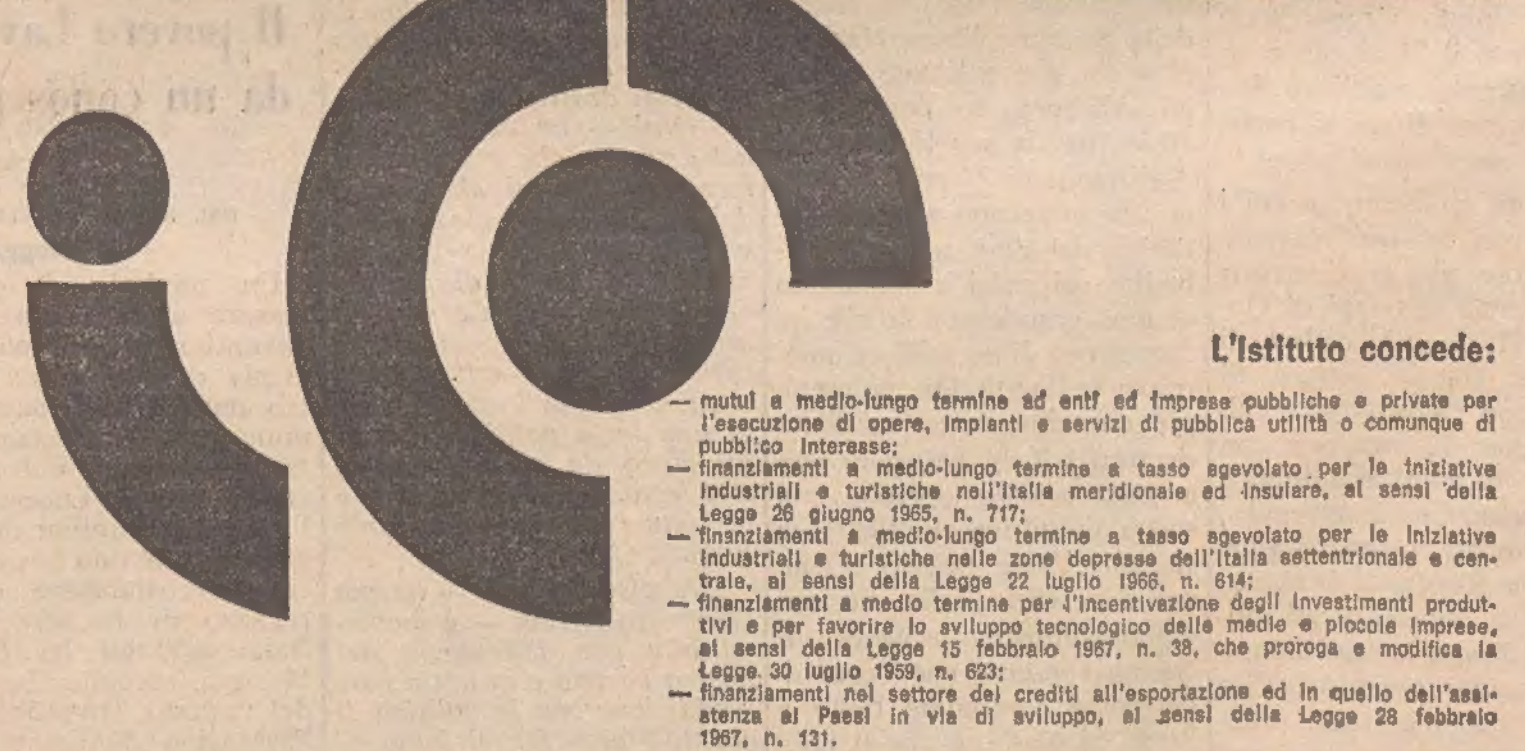 Il povero
da un
L'Istituto concede:
— mutui a medio-lungo termine ad enti ed imprese pubbliche e private per
l'esecuzione di opere, impianti e servizi di pubblica utilità o comunque di
pubblico interesse;
— finanziamenti a medio-lungo termine a tasso agevolato per le iniziative
industriali e turistiche nell'Italia meridionale ed insulare, ai sensi della
Legge 26 giugno 1965, n. 717;
— finanziamenti a medio-lungo termine a tasso agevolato per le iniziative
industriali e turistiche nelle zone depresse dell'Italia settentrionale e cen-
trale, ai sensi della Legge 22 luglio 1966, n. 614;
— finanziamenti a medio termine per l'incentivazione degli investimenti produt-
tivi e per favorire lo sviluppo tecnologico delle medie e piccole imprese,
ai sensi della Legge 15 febbraio 1967, n. 38, che proroga e modifica la
Legge 30 luglio 1959, n. 623;
— finanziamenti nel settore dei crediti all'esportazione ed in quello dell'assi-
stenza ai Paesi in via di sviluppo, ai sensi della Legge 28 febbraio
1967, n. 131.